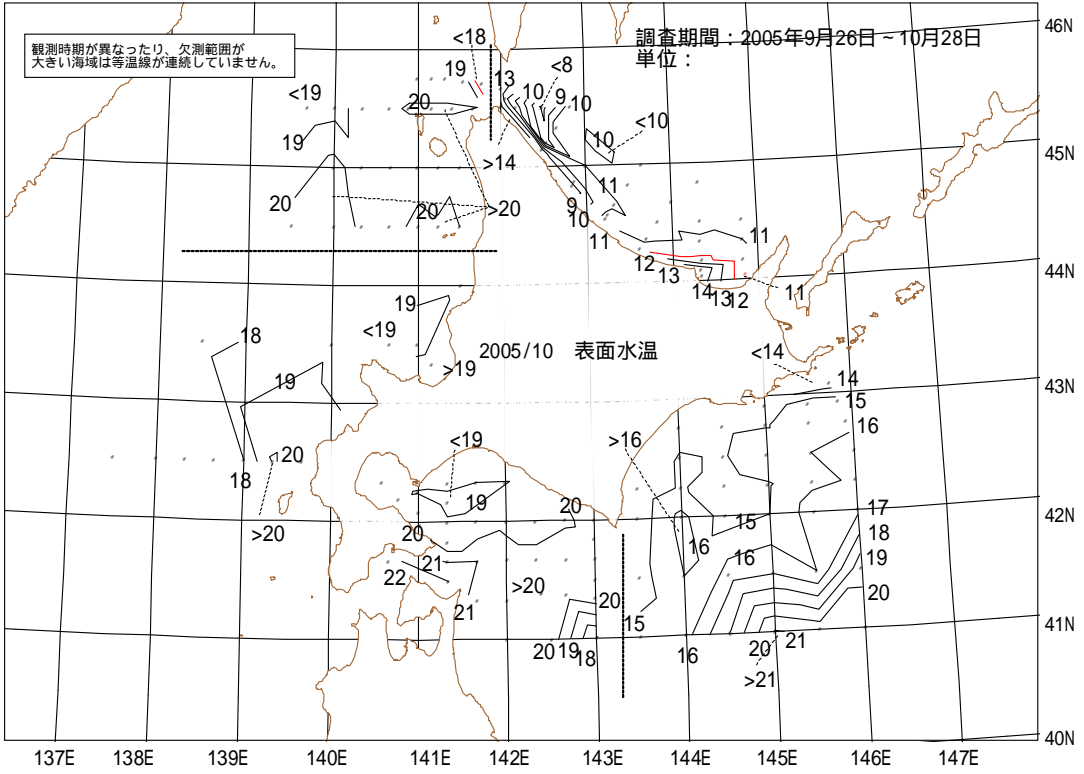 観測時期が異なったり、欠測範囲が
大きい海域は等温線が連続していません。
調査期間：2005年9月26日～10月28日
単位：
46N
<18
19
13
<8
10
9
10
<19
20
19
10
<10
45N
>14
20
20
>20
9
10
11
11
11
12
13
14
13
12
11
44N
19
<19
18
2005/10 表面水温
>19
<14
14
19
43N
15
16
<19
>16
20
18
19
20
17
>20
20
15
42N
18
16
16
21
19
22
>20
20
20
21
15
41N
20
19
18
16
20
21
>21
40N
137E
138E
139E
140E
141E
142E
143E
144E
145E
146E
147E